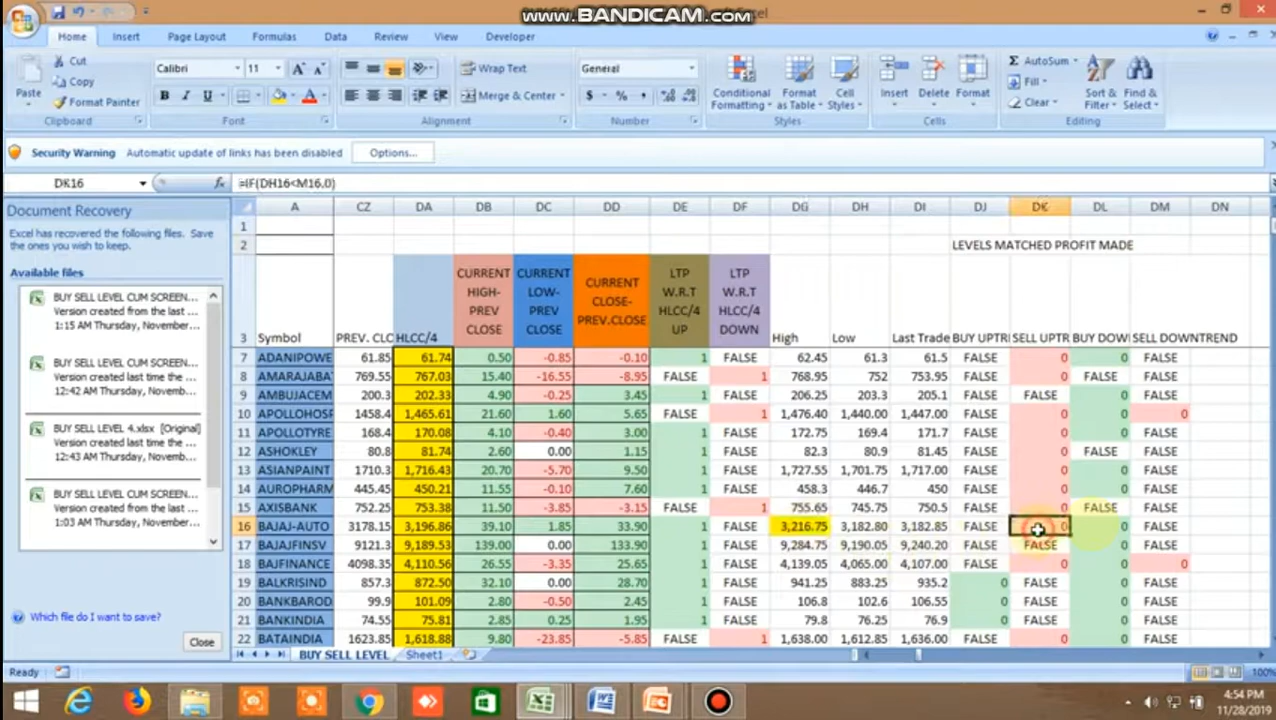 www.BANDICAM.com
Home Insert Page Layout Formulas Data Review View Developer
Cut
Copy
Format Painter
Paste
Calibri 11
B I U
Wrap Text
Merge & Center
General
$ % ,
Conditional Formatting
Format as Table
Cell Styles
Insert Delete Format
Σ AutoSum
Fill
Clear
Sort & Filter
Find & Select
Clipboard Font Alignment Number Styles Cells Editing
Security Warning Automatic update of links has been disabled Options...
DK16 fx =IF(DH16<M16,0)
Document Recovery
Excel has recovered the following files. Save the ones you wish to keep.
Available files
BUY SELL LEVEL CUM SCREEN...
Version created from the last ...
1:15 AM Thursday, November...
BUY SELL LEVEL CUM SCREEN...
Version created last time the ...
12:42 AM Thursday, Novemb...
BUY SELL LEVEL 4.xlsx [Original]
Version created last time the ...
12:43 AM Thursday, Novemb...
BUY SELL LEVEL CUM SCREEN...
Version created from the last ...
1:03 AM Thursday, Novemb...
Which file do I want to save?
Close
A CZ DA DB DC DD DE DF DG DH DI DJ DK DL DM DN
1
2 LEVELS MATCHED PROFIT MADE
3 Symbol PREV. CLO HLCC/4 CURRENT HIGH-PREV CLOSE CURRENT LOW-PREV CLOSE CURRENT CLOSE-PREV.CLOSE LTP W.R.T HLCC/4 UP LTP W.R.T HLCC/4 DOWN High Low Last Trade BUY UPTRI SELL UPTR BUY DOWI SELL DOWNTREND
7 ADANIPOWE 61.85 61.74 0.50 -0.85 -0.10 1 FALSE 62.45 61.3 61.5 FALSE 0 0 FALSE
8 AMARAJABA 769.55 767.03 15.40 -16.55 -8.95 FALSE 1 768.95 752 753.95 FALSE 0 FALSE FALSE
9 AMBUJACEM 200.3 202.33 4.90 -0.25 3.45 1 FALSE 206.25 203.3 205.1 FALSE FALSE 0 FALSE
10 APOLLOHOSP 1458.4 1,465.61 21.60 1.60 5.65 FALSE 1 1,476.40 1,440.00 1,447.00 FALSE 0 0 0
11 APOLLOTYRE 168.4 170.08 4.10 -0.40 3.00 1 FALSE 172.75 169.4 171.7 FALSE 0 0 FALSE
12 ASHOKLEY 80.8 81.74 2.60 0.00 1.15 1 FALSE 82.3 80.9 81.45 FALSE 0 FALSE FALSE
13 ASIANPAINT 1710.3 1,716.43 20.70 -5.70 9.50 1 FALSE 1,727.55 1,701.75 1,717.00 FALSE 0 0 FALSE
14 AUROPHARM 445.45 450.21 11.55 -0.10 7.60 1 FALSE 458.3 446.7 450 FALSE 0 0 FALSE
15 AXISBANK 752.25 753.38 11.50 -3.85 -3.15 FALSE 1 755.65 745.75 750.5 FALSE 0 FALSE FALSE
16 BAJAJ-AUTO 3178.15 3,196.86 39.10 1.85 33.90 1 FALSE 3,216.75 3,182.80 3,182.85 FALSE 0 0 FALSE
17 BAJAJFINSV 9121.3 9,189.53 139.00 0.00 133.90 1 FALSE 9,284.75 9,190.05 9,240.20 FALSE FALSE 0 FALSE
18 BAJFINANCE 4098.35 4,110.56 26.55 -3.35 25.65 1 FALSE 4,139.05 4,065.00 4,107.00 FALSE 0 0 0
19 BALKRISIND 857.3 872.50 32.10 0.00 28.70 1 FALSE 941.25 883.25 935.2 0 FALSE 0 FALSE
20 BANKBAROD 99.9 101.09 2.80 -0.50 2.45 1 FALSE 106.8 102.6 106.55 0 FALSE 0 FALSE
21 BANKINDIA 74.55 75.81 2.85 0.25 1.95 1 FALSE 79.8 76.25 76.9 0 FALSE 0 FALSE
22 BATAINDIA 1623.85 1,618.88 9.80 -23.85 -5.85 FALSE 1 1,638.00 1,612.85 1,636.00 FALSE 0 0 FALSE
BUY SELL LEVEL Sheet1
Ready 100%
4:54 PM
11/28/2019